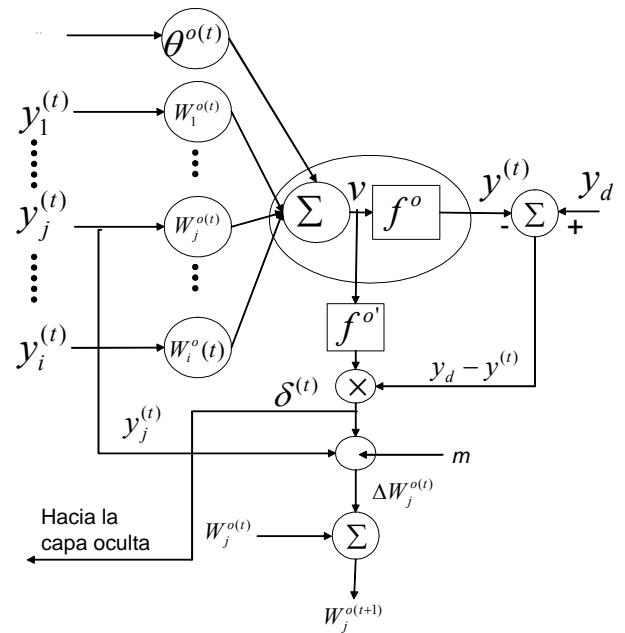 θ^{o(t)}
y_1^{(t)}
W_1^{o(t)}
y_j^{(t)}
W_j^{o(t)}
y_i^{(t)}
W_i^o(t)
Σ
v
f^o
y^{(t)}
Σ
-
+
y_d
f^{o'}
×
y_d − y^{(t)}
δ^{(t)}
y_j^{(t)}
m
ΔW_j^{o(t)}
Hacia la
capa oculta
W_j^{o(t)}
Σ
W_j^{o(t+1)}